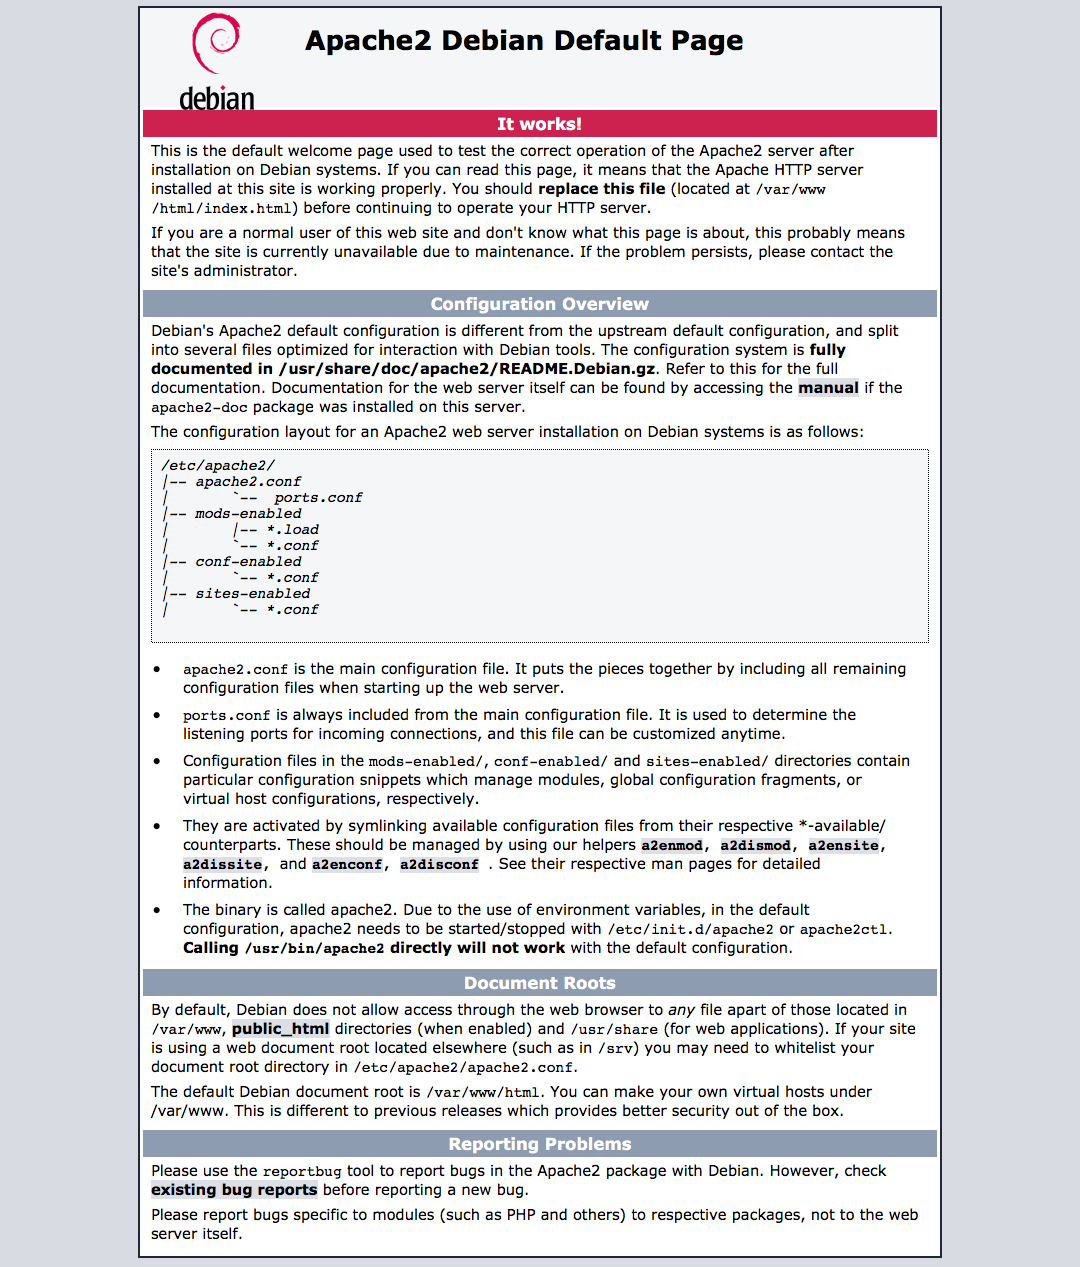 debian
Apache2 Debian Default Page
It works!
This is the default welcome page used to test the correct operation of the Apache2 server after
installation on Debian systems. If you can read this page, it means that the Apache HTTP server
installed at this site is working properly. You should replace this file (located at /var/www
/html/index.html) before continuing to operate your HTTP server.
If you are a normal user of this web site and don't know what this page is about, this probably means
that the site is currently unavailable due to maintenance. If the problem persists, please contact the
site's administrator.
Configuration Overview
Debian's Apache2 default configuration is different from the upstream default configuration, and split
into several files optimized for interaction with Debian tools. The configuration system is fully
documented in /usr/share/doc/apache2/README.Debian.gz. Refer to this for the full
documentation. Documentation for the web server itself can be found by accessing the manual if the
apache2-doc package was installed on this server.
The configuration layout for an Apache2 web server installation on Debian systems is as follows:
/etc/apache2/
|-- apache2.conf
|       `--  ports.conf
|-- mods-enabled
|       |-- *.load
|       `-- *.conf
|-- conf-enabled
|       `-- *.conf
|-- sites-enabled
|       `-- *.conf
• apache2.conf is the main configuration file. It puts the pieces together by including all remaining
configuration files when starting up the web server.
• ports.conf is always included from the main configuration file. It is used to determine the
listening ports for incoming connections, and this file can be customized anytime.
• Configuration files in the mods-enabled/, conf-enabled/ and sites-enabled/ directories contain
particular configuration snippets which manage modules, global configuration fragments, or
virtual host configurations, respectively.
• They are activated by symlinking available configuration files from their respective *-available/
counterparts. These should be managed by using our helpers a2enmod, a2dismod, a2ensite,
a2dissite, and a2enconf, a2disconf . See their respective man pages for detailed
information.
• The binary is called apache2. Due to the use of environment variables, in the default
configuration, apache2 needs to be started/stopped with /etc/init.d/apache2 or apache2ctl.
Calling /usr/bin/apache2 directly will not work with the default configuration.
Document Roots
By default, Debian does not allow access through the web browser to any file apart of those located in
/var/www, public_html directories (when enabled) and /usr/share (for web applications). If your site
is using a web document root located elsewhere (such as in /srv) you may need to whitelist your
document root directory in /etc/apache2/apache2.conf.
The default Debian document root is /var/www/html. You can make your own virtual hosts under
/var/www. This is different to previous releases which provides better security out of the box.
Reporting Problems
Please use the reportbug tool to report bugs in the Apache2 package with Debian. However, check
existing bug reports before reporting a new bug.
Please report bugs specific to modules (such as PHP and others) to respective packages, not to the web
server itself.